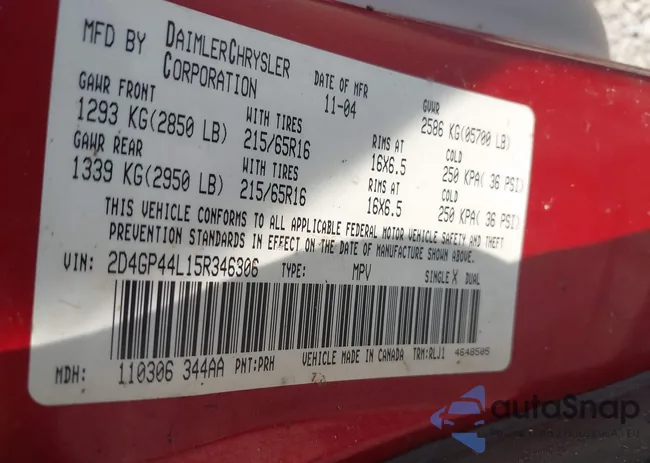 MFD BY DAIMLERCHRYSLER CORPORATION DATE OF MFR 11-04 GVWR 2586 KG(05700 LB)
GAWR FRONT WITH TIRES RIMS AT COLD
1293 KG(2850 LB) 215/65R16 16X6.5 250 KPA( 36 PSI)
GAWR REAR WITH TIRES RIMS AT COLD
1339 KG(2950 LB) 215/65R16 16X6.5 250 KPA( 36 PSI)
THIS VEHICLE CONFORMS TO ALL APPLICABLE FEDERAL MOTOR VEHICLE SAFETY AND THEFT
PREVENTION STANDARDS IN EFFECT ON THE DATE OF MANUFACTURE SHOWN ABOVE.
VIN: 2D4GP44L15R346306 TYPE: MPV SINGLE X DUAL
MDH: 110306 344AA PNT:PRH VEHICLE MADE IN CANADA TRM:RLJ1 4648505
autoSnap